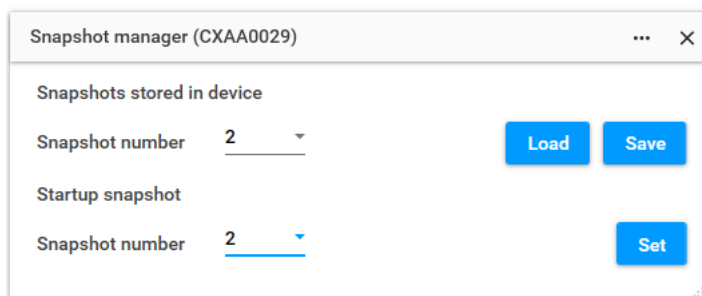 Snapshot manager (CXAA0029)
Snapshots stored in device
Snapshot number 2 Load Save
Startup snapshot
Snapshot number 2 Set